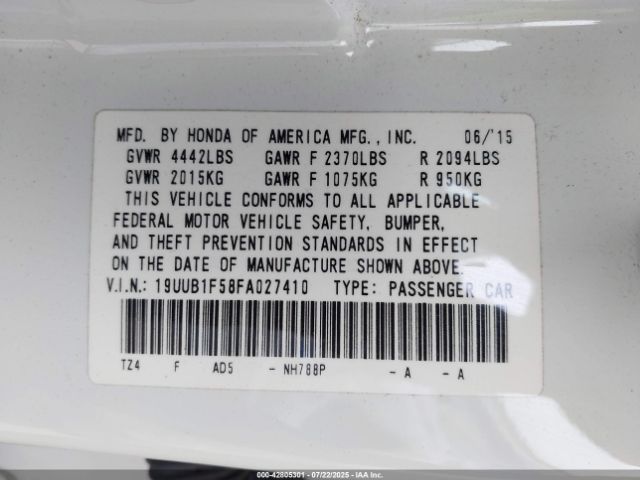 MFD. BY HONDA OF AMERICA MFG., INC. 06/'15
GVWR 4442LBS GAWR F 2370LBS R 2094LBS
GVWR 2015KG GAWR F 1075KG R 950KG
THIS VEHICLE CONFORMS TO ALL APPLICABLE
FEDERAL MOTOR VEHICLE SAFETY, BUMPER,
AND THEFT PREVENTION STANDARDS IN EFFECT
ON THE DATE OF MANUFACTURE SHOWN ABOVE.
V.I.N.: 19UUB1F58FA027410 TYPE: PASSENGER CAR
TZ4 F AD5 - NH788P - A - A
000-42805301 - 07/22/2025 - IAA Inc.